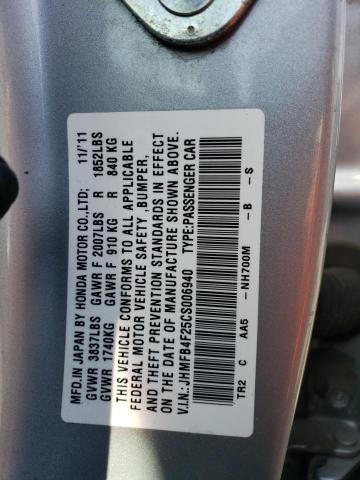 MFD.IN JAPAN BY HONDA MOTOR CO.,LTD; 11/'11
GVWR 3837LBS GAWR F 2007LBS R 1852LBS
GVWR 1740KG GAWR F 910 KG R 840 KG
THIS VEHICLE CONFORMS TO ALL APPLICABLE
FEDERAL MOTOR VEHICLE SAFETY ,BUMPER,
AND THEFT PREVENTION STANDARDS IN EFFECT
ON THE DATE OF MANUFACTURE SHOWN ABOVE.
V.I.N.: JHMFB4F25CS006940 TYPE:PASSENGER CAR
TR2 C AA5 -NH700M -B -S